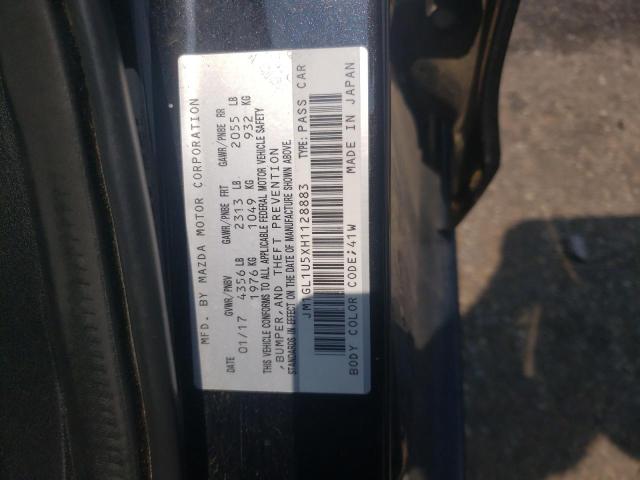 MFD. BY MAZDA MOTOR CORPORATION
DATE GVWR/PNBV GAWR/PNBE FRT GAWR/PNBE RR
01/17 4356 LB 2313 LB 2055 LB
1976 KG 1049 KG 932 KG
THIS VEHICLE CONFORMS TO ALL APPLICABLE FEDERAL MOTOR VEHICLE SAFETY
,BUMPER,AND THEFT PREVENTION
STANDARDS IN EFFECT ON THE DATE OF MANUFACTURE SHOWN ABOVE.
JM1GL1U5XH1128883 TYPE: PASS CAR
BODY COLOR CODE;41W MADE IN JAPAN